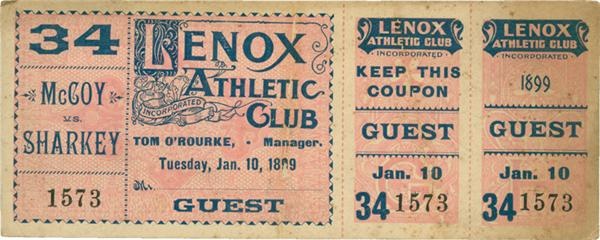 34
McCOY
vs.
SHARKEY
1573
LENOX
ATHLETIC
CLUB
INCORPORATED
TOM O'ROURKE, - Manager.
Tuesday, Jan. 10, 1899
M
GUEST
LENOX
ATHLETIC CLUB
INCORPORATED
KEEP THIS
COUPON
GUEST
Jan. 10
34 1573
LENOX
ATHLETIC CLUB
INCORPORATED
1899
GUEST
Jan. 10
34 1573